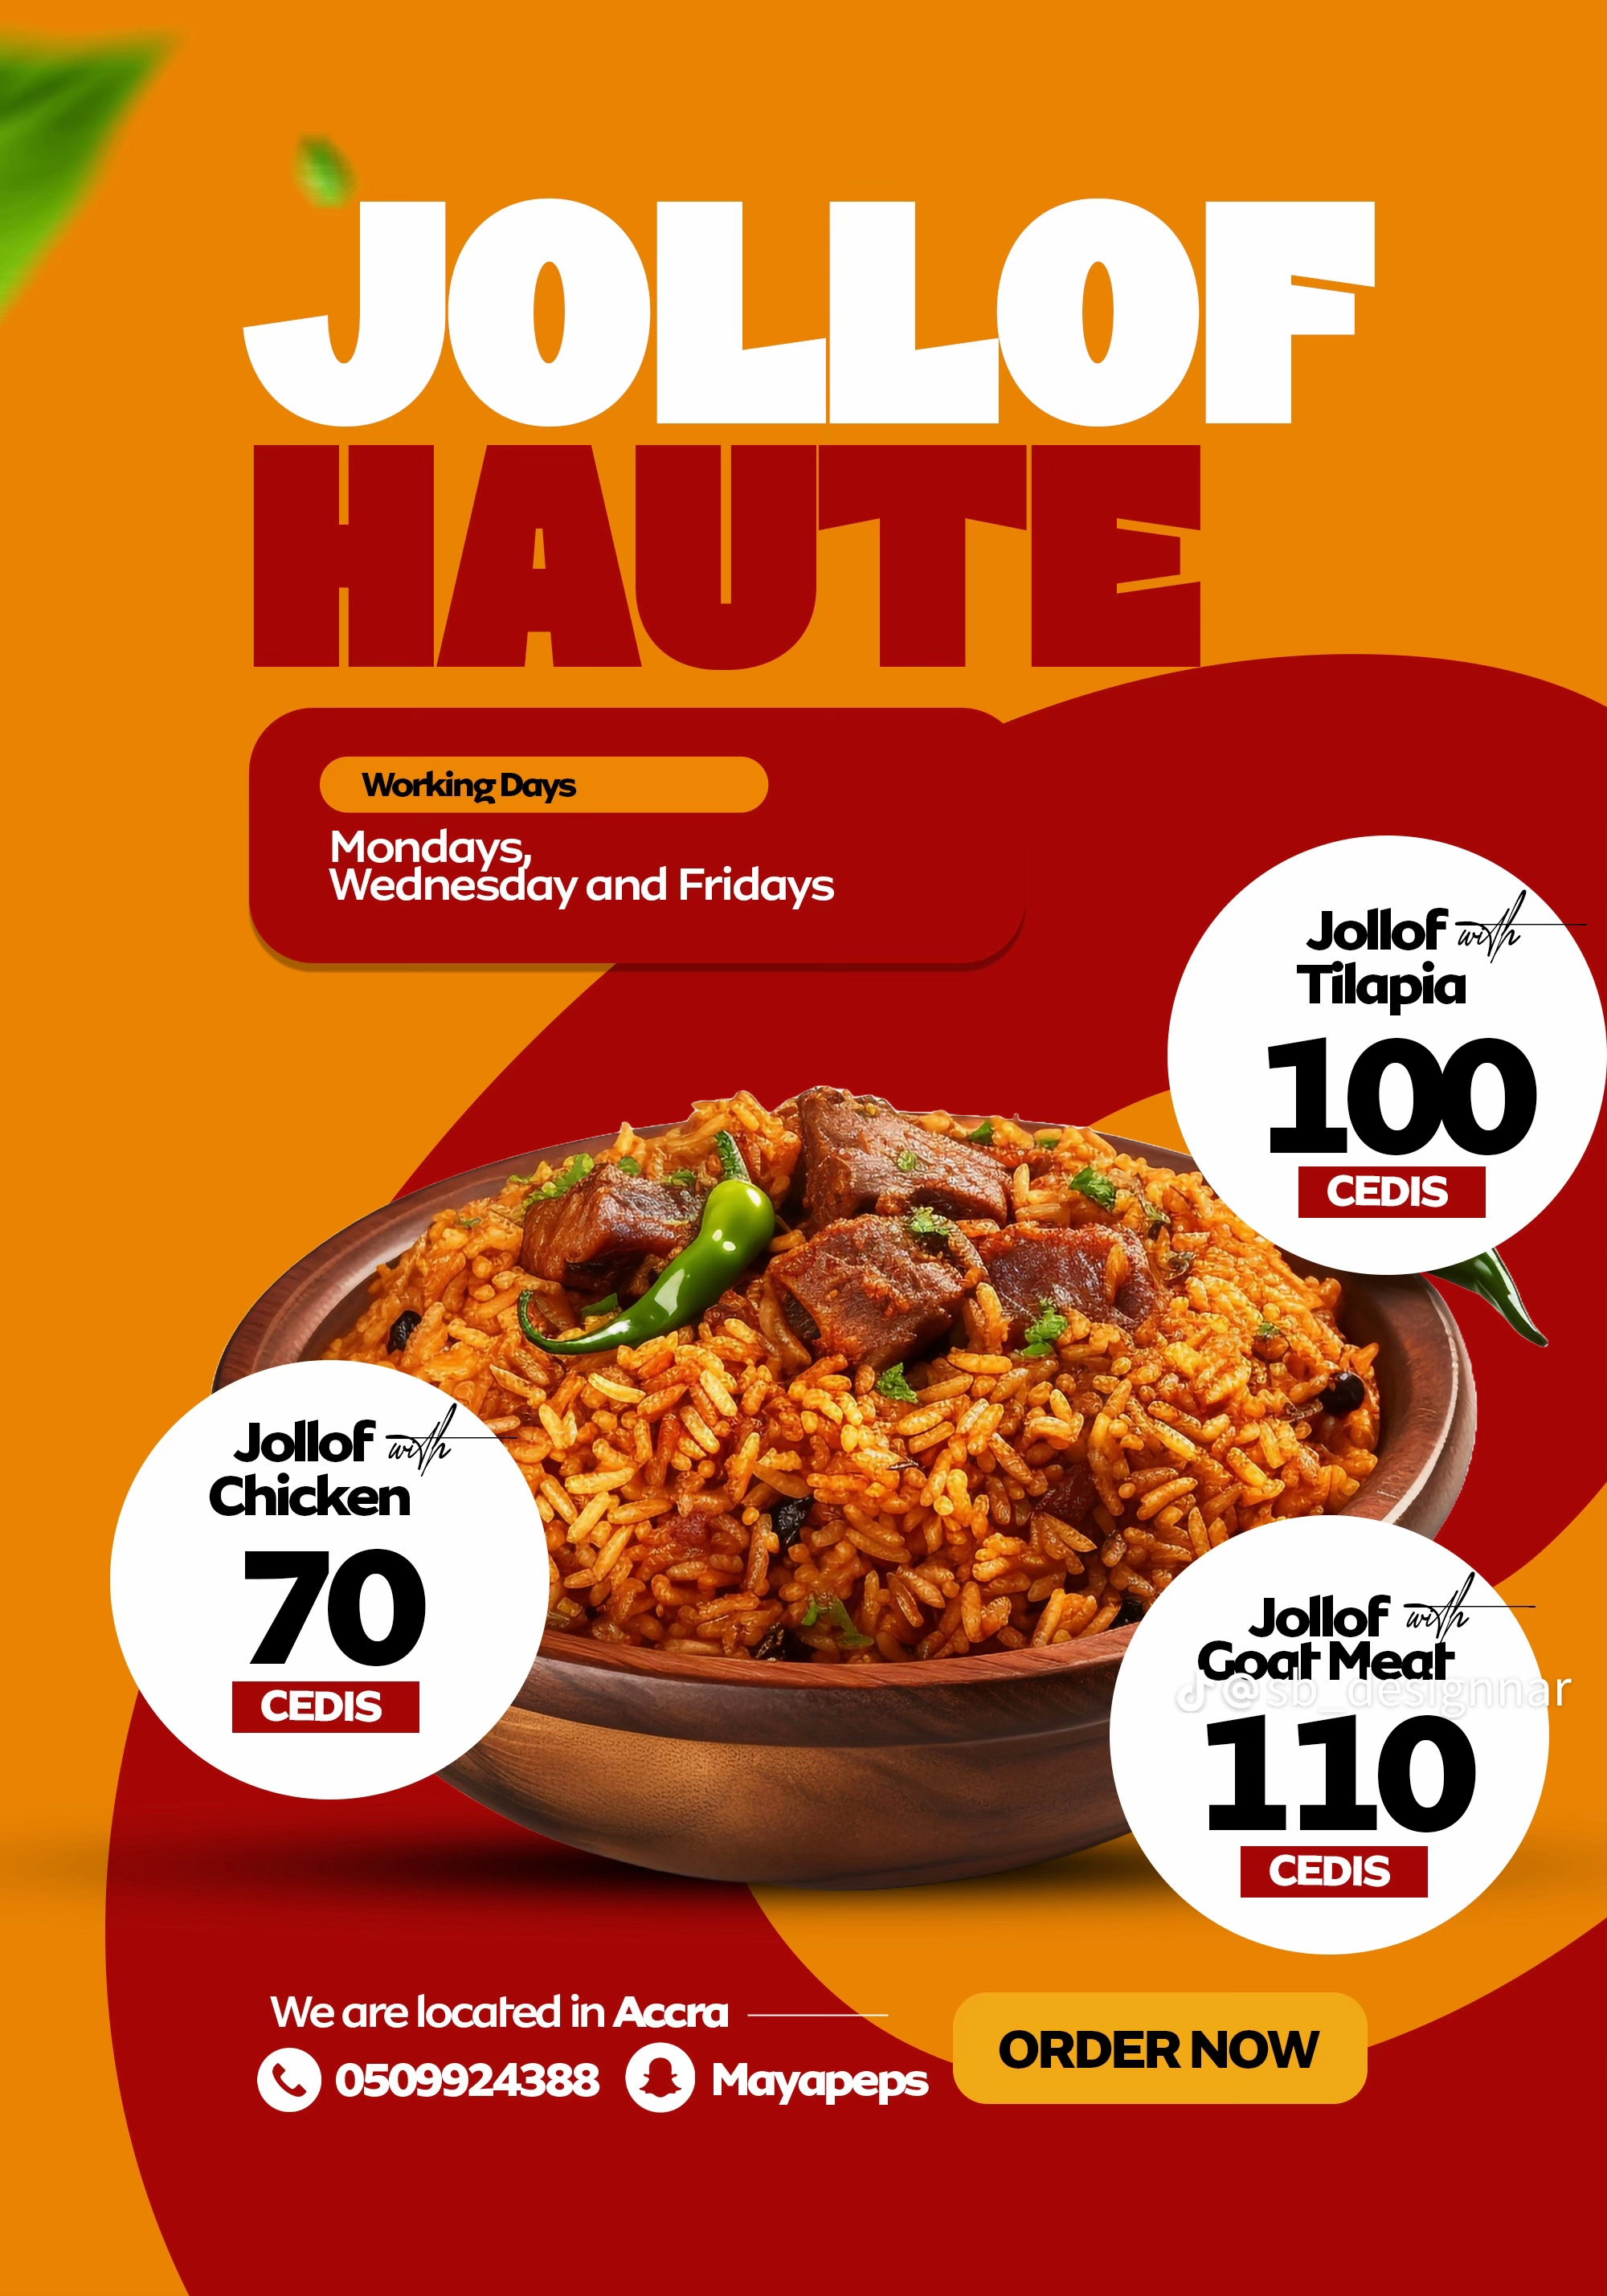 JOLLOF
HAUTE
Working Days
Mondays,
Wednesday and Fridays
Jollof with
Tilapia
100
CEDIS
Jollof with
Chicken
70
CEDIS
Jollof with
Goat Meat
@sb_designnar
110
CEDIS
We are located in Accra
0509924388 Mayapeps
ORDER NOW